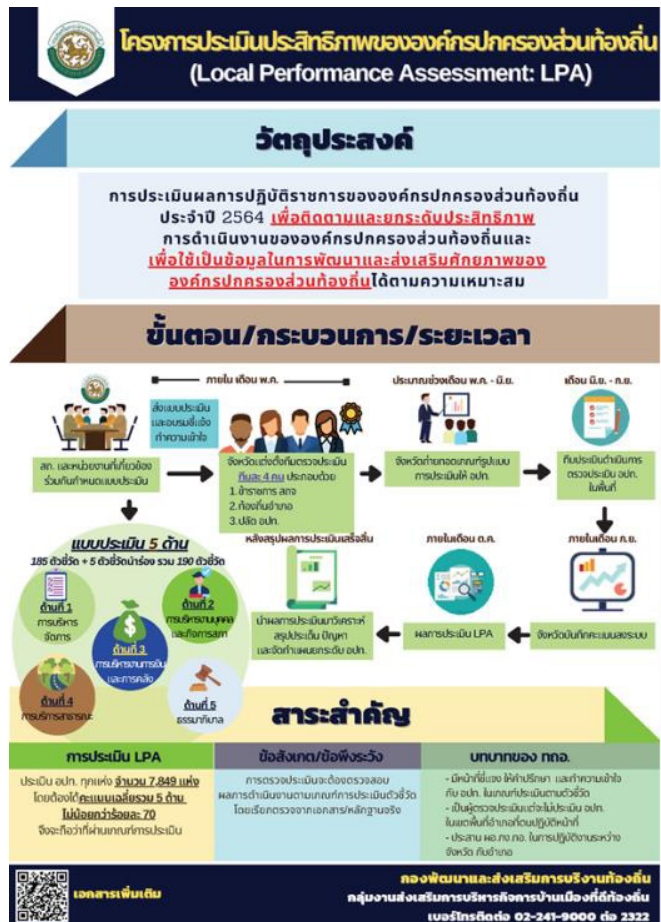 โครงการประเมินประสิทธิภาพขององค์กรปกครองส่วนท้องถิ่น
(Local Performance Assessment: LPA)
วัตถุประสงค์
การประเมินผลการปฏิบัติราชการขององค์กรปกครองส่วนท้องถิ่น
ประจำปี 2564 เพื่อติดตามและยกระดับประสิทธิภาพ
การดำเนินงานขององค์กรปกครองส่วนท้องถิ่นและ
เพื่อใช้เป็นข้อมูลในการพัฒนาและส่งเสริมศักยภาพของ
องค์กรปกครองส่วนท้องถิ่นได้ตามความเหมาะสม
ขั้นตอน/กระบวนการ/ระยะเวลา
ภายใน เดือน พ.ค.
ส่งแบบประเมิน
และอบรมชี้แจง
ทำความเข้าใจ
สถ. และหน่วยงานที่เกี่ยวข้อง
ร่วมกันกำหนดแบบประเมิน
จังหวัดแต่งตั้งทีมตรวจประเมิน
ทีมละ 4 คน ประกอบด้วย
1. ข้าราชการ สถจ
2. ท้องถิ่นอำเภอ
3. ปลัด อปท.
ประมาณช่วงเดือน พ.ค. - มิ.ย.
จังหวัดถ่ายทอดเกณฑ์รูปแบบ
การประเมินให้ อปท.
เดือน มิ.ย. - ก.ย.
ทีมประเมินดำเนินการ
ตรวจประเมิน อปท.
ในพื้นที่
ภายในเดือน ก.ย.
จังหวัดบันทึกคะแนนลงระบบ
ภายในเดือน ต.ค.
ผลการประเมิน LPA
หลังสรุปผลการประเมินเสร็จสิ้น
นำผลการประเมินมาวิเคราะห์
สรุปประเด็น ปัญหา
และจัดทำแผนยกระดับ อปท.
แบบประเมิน 5 ด้าน
185 ตัวชี้วัด + 5 ตัวชี้วัดนำร่อง รวม 190 ตัวชี้วัด
ด้านที่ 1
การบริหาร
จัดการ
ด้านที่ 2
การบริหารงานบุคคล
และกิจการสภา
ด้านที่ 3
การบริหารงานการเงิน
และการคลัง
ด้านที่ 4
การบริการสาธารณะ
ด้านที่ 5
ธรรมาภิบาล
สาระสำคัญ
การประเมิน LPA
ประเมิน อปท. ทุกแห่ง จำนวน 7,849 แห่ง
โดยต้องได้คะแนนเฉลี่ยรวม 5 ด้าน
ไม่น้อยกว่าร้อยละ 70
จึงจะถือว่าที่ผ่านเกณฑ์การประเมิน
ข้อสังเกต/ข้อพึงระวัง
การตรวจประเมินจะต้องตรวจสอบ
ผลการดำเนินงานตามเกณฑ์การประเมินตัวชี้วัด
โดยเรียกตรวจจากเอกสาร/หลักฐานจริง
บทบาทของ ทถอ.
- มีหน้าที่ชี้แจง ให้คำปรึกษา และทำความเข้าใจ
กับ อปท. ในเกณฑ์ประเมินตามตัวชี้วัด
- เป็นผู้ตรวจประเมินแต่จะไม่ประเมิน อปท.
ในเขตพื้นที่อำเภอที่ตนปฏิบัติหน้าที่
- ประสาน ผอ.กง.กอ. ในการปฏิบัติงานระหว่าง
จังหวัด กับอำเภอ
เอกสารเพิ่มเติม
กองพัฒนาและส่งเสริมการบริหารงานท้องถิ่น
กลุ่มงานส่งเสริมการบริหารกิจการบ้านเมืองที่ดีท้องถิ่น
เบอร์โทรติดต่อ 02-241-9000 ต่อ 2322